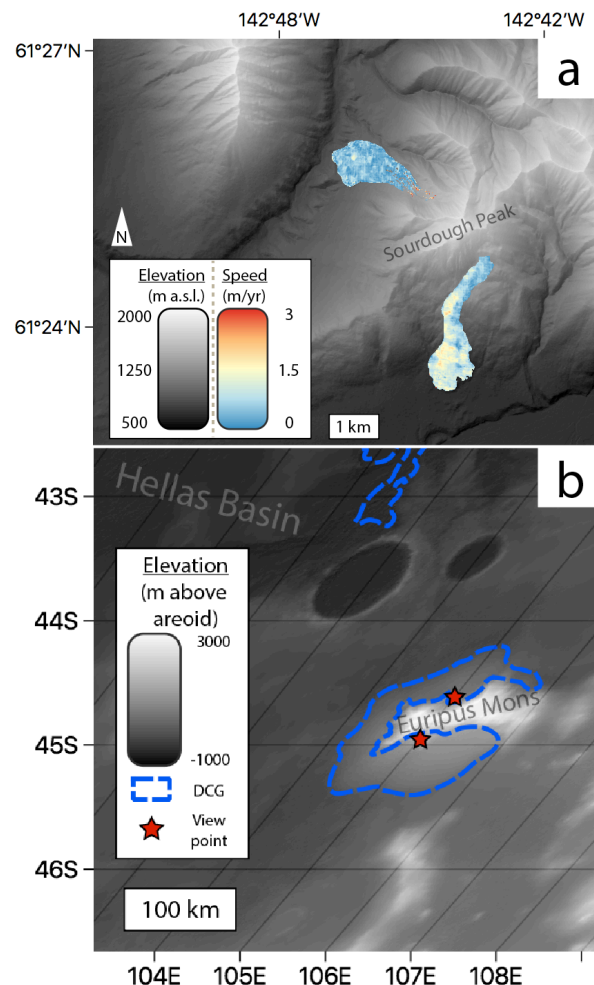 142°48'W 142°42'W
61°27'N
a
Sourdough Peak
N
Elevation Speed
(m a.s.l.) (m/yr)
2000 3
61°24'N
1250 1.5
500 0
1 km
b
43S
Hellas Basin
Elevation
(m above
areoid)
44S
3000
Euripus Mons
45S
-1000
DCG
View
point
46S
100 km
104E 105E 106E 107E 108E